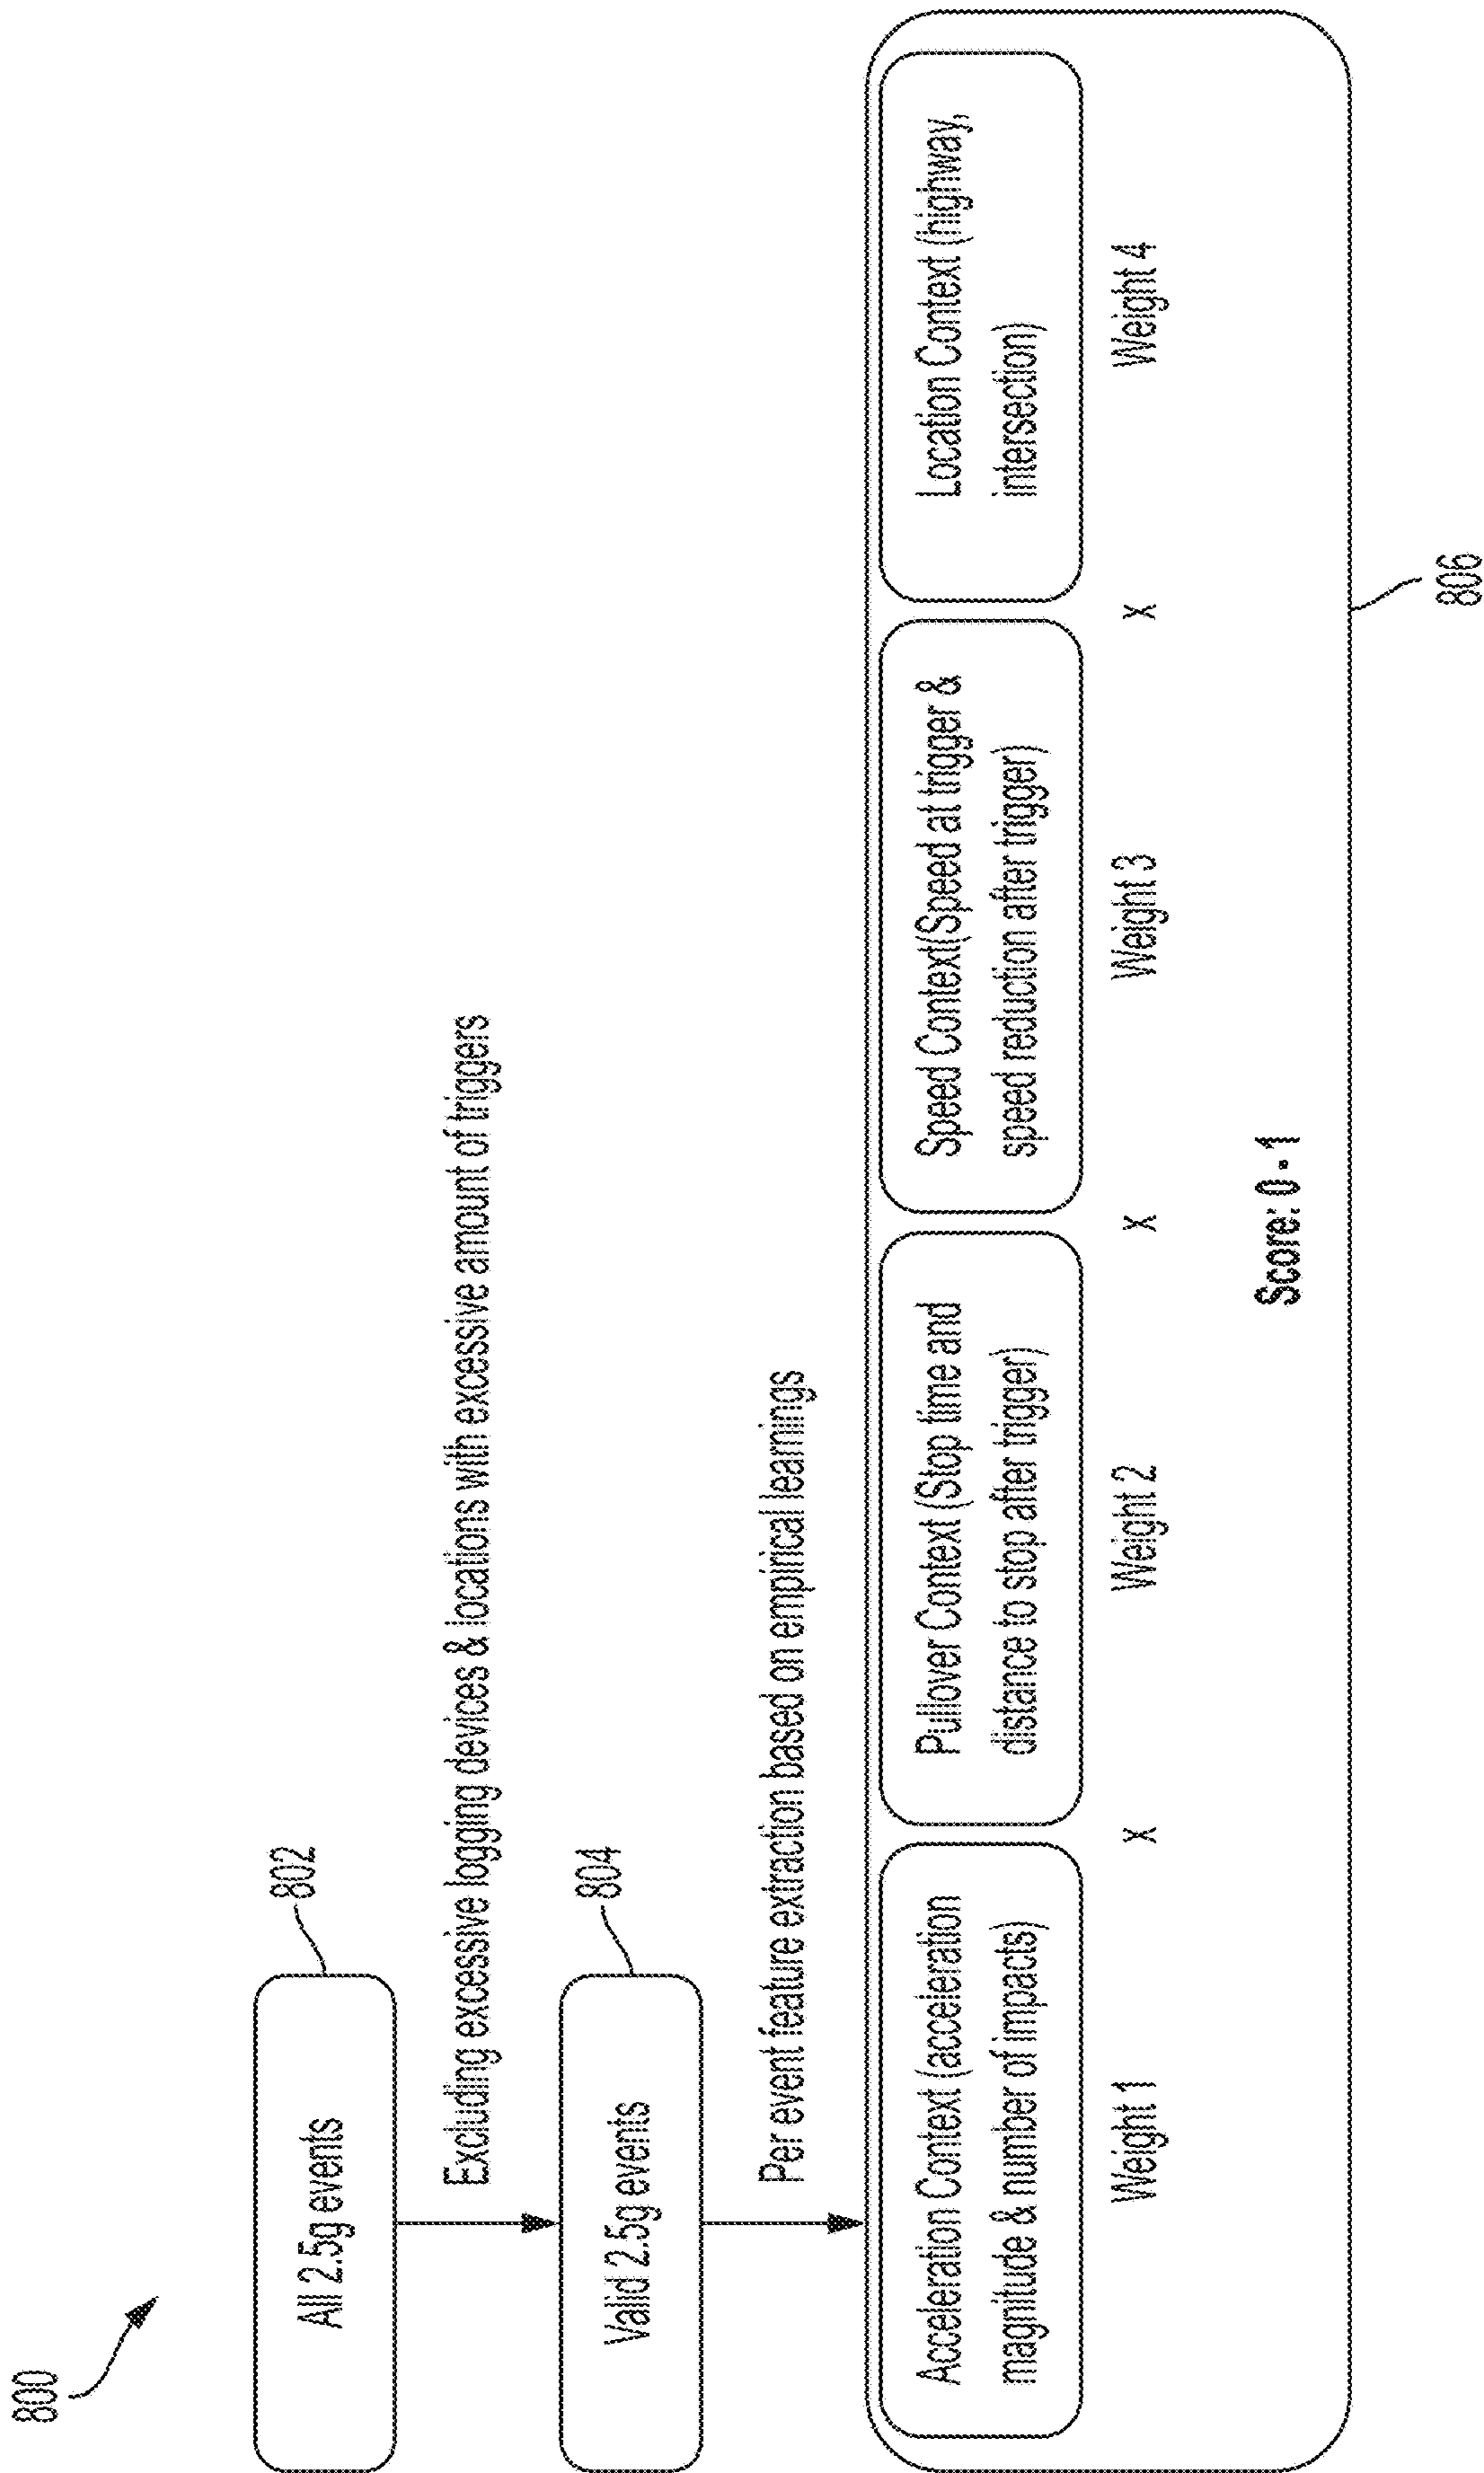 800
All 2.5g events
802
Excluding excessive logging devices & locations with excessive amount of triggers
Valid 2.5g events
804
Per event feature extraction based on empirical learnings
Acceleration Context (acceleration
magnitude & number of impacts)
Pullover Context (Stop time and
distance to stop after trigger)
Speed Context(Speed at trigger &
speed reduction after trigger)
Location Context (highway,
intersection)
Weight 1
X
Weight 2
X
Weight 3
X
Weight 4
Score: 0 - 1
806